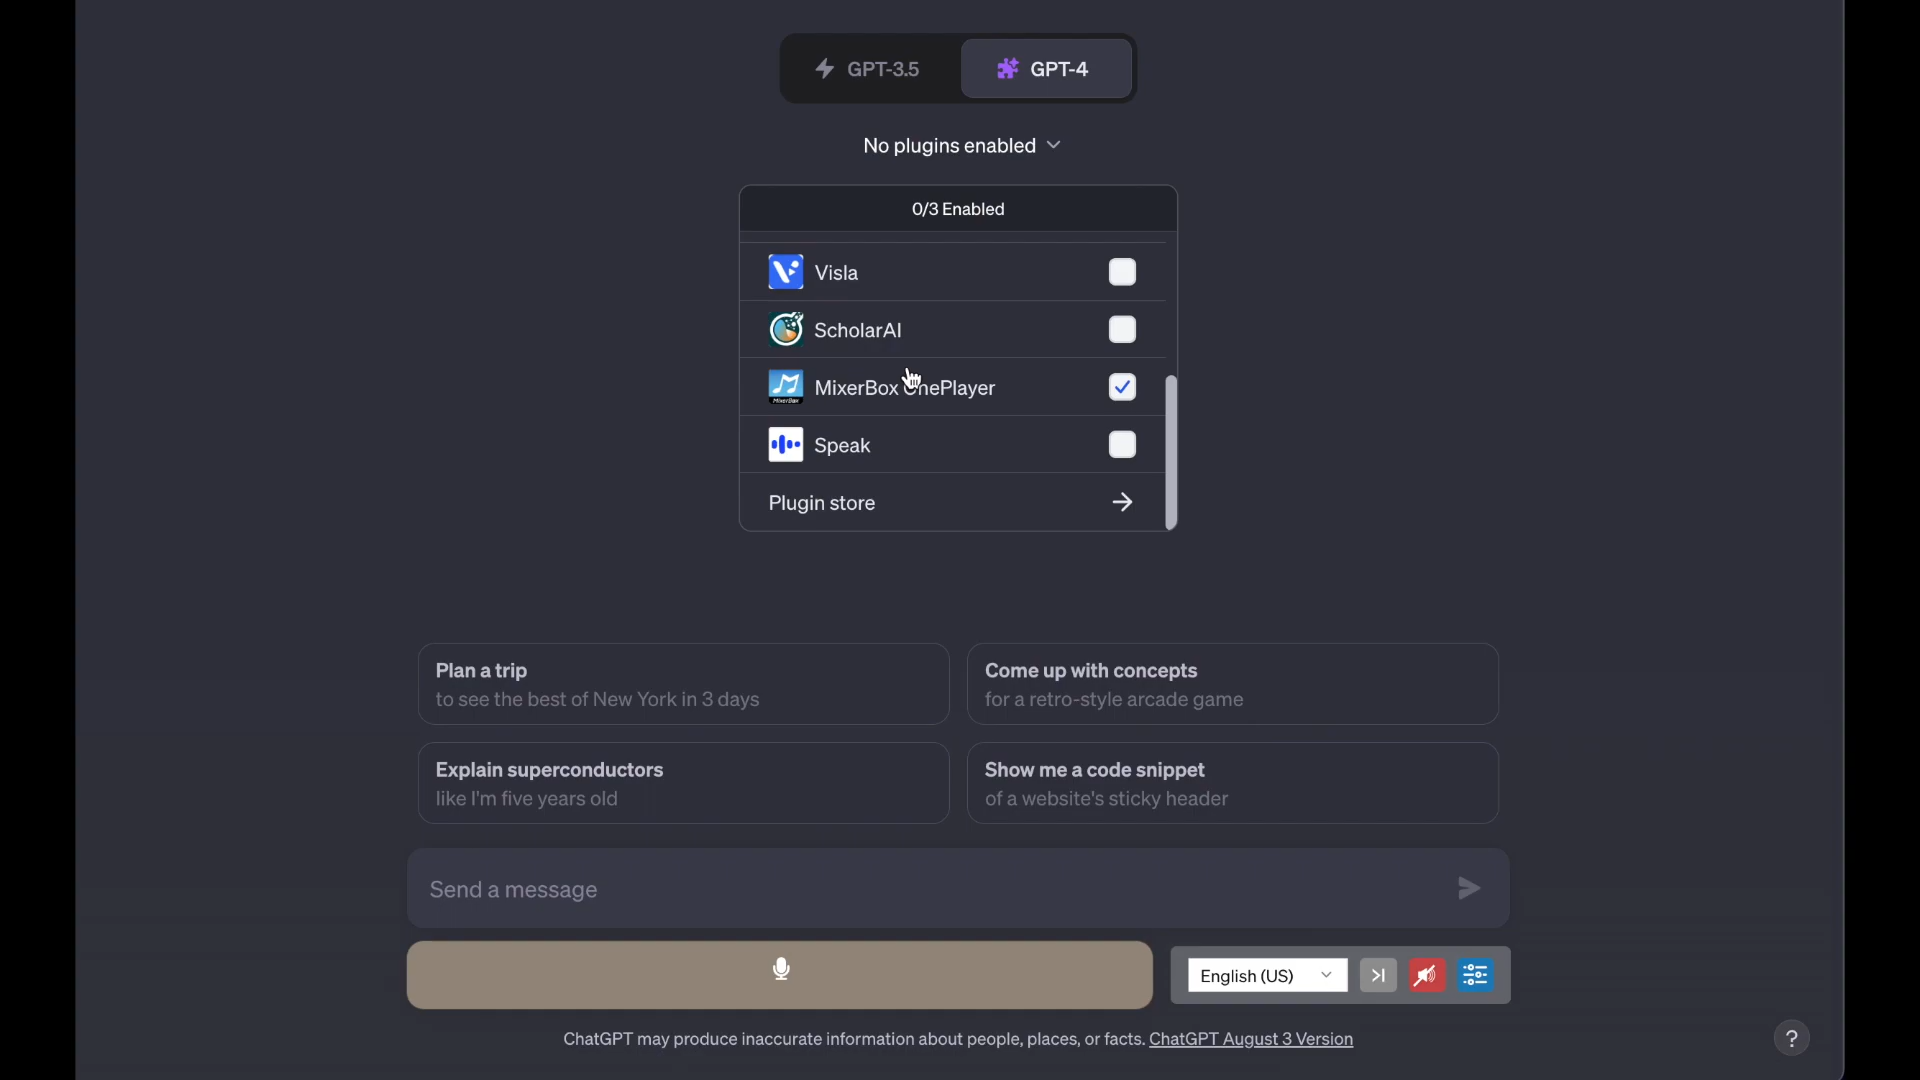 GPT-3.5
GPT-4
No plugins enabled
0/3 Enabled
Visla
ScholarAI
MixerBox OnePlayer
Speak
Plugin store
Plan a trip
to see the best of New York in 3 days
Come up with concepts
for a retro-style arcade game
Explain superconductors
like I'm five years old
Show me a code snippet
of a website's sticky header
Send a message
English (US)
ChatGPT may produce inaccurate information about people, places, or facts. ChatGPT August 3 Version
?